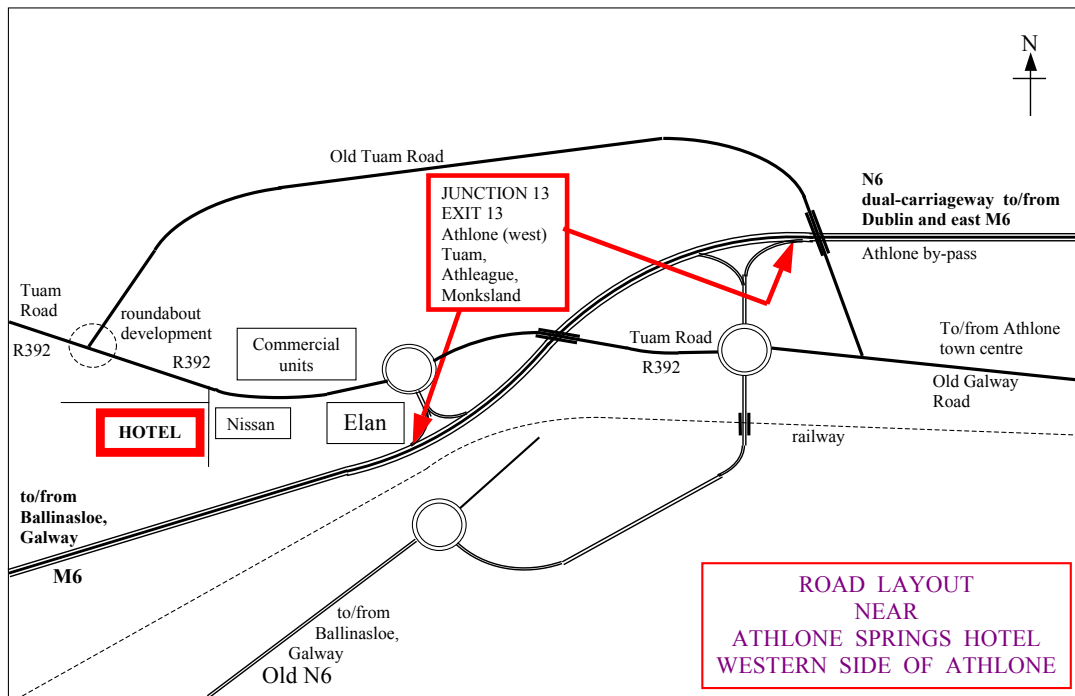 N
Old Tuam Road
JUNCTION 13
EXIT 13
Athlone (west)
Tuam,
Athleague,
Monksland
N6
dual-carriageway to/from
Dublin and east M6
Athlone by-pass
Tuam
Road
R392
roundabout
development
R392
Commercial
units
Tuam Road
R392
To/from Athlone
town centre
Old Galway
Road
HOTEL
Nissan
Elan
railway
to/from
Ballinasloe,
Galway
M6
to/from
Ballinasloe,
Galway
Old N6
ROAD LAYOUT
NEAR
ATHLONE SPRINGS HOTEL
WESTERN SIDE OF ATHLONE